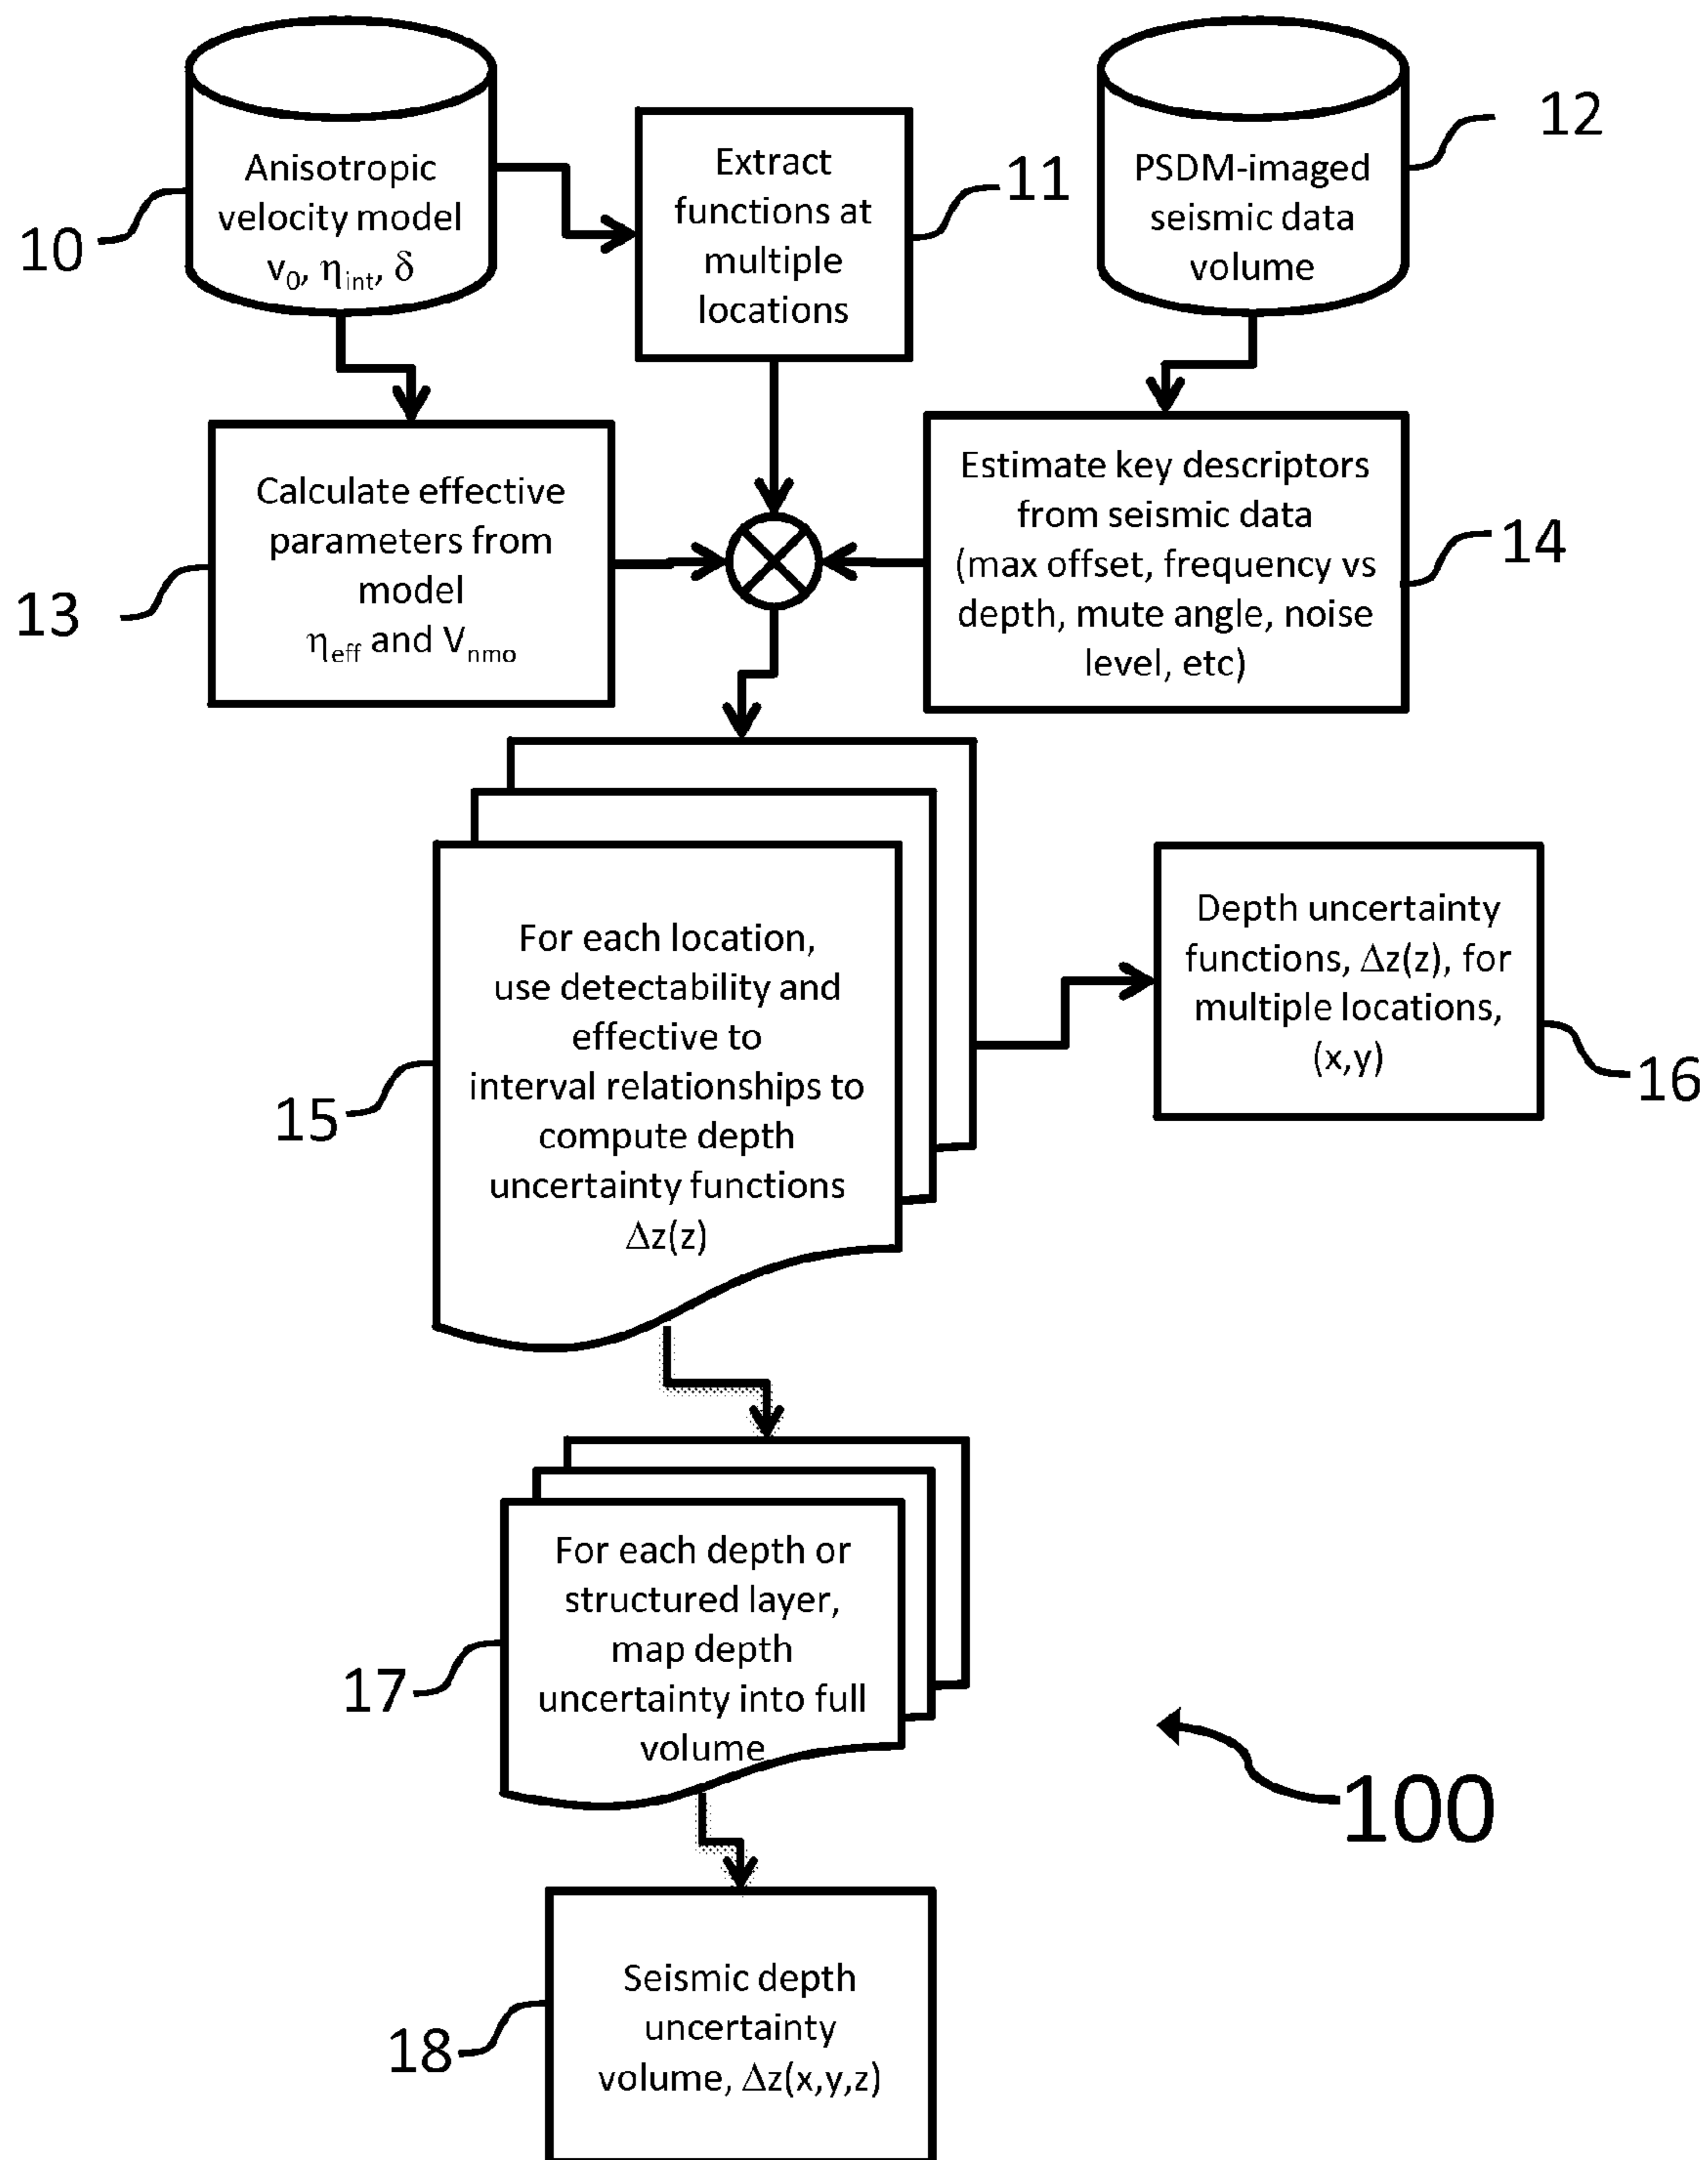 Anisotropic
velocity model
v₀, ηᵢₙₜ, δ
10
Extract
functions at
multiple
locations
11
PSDM-imaged
seismic data
volume
12
Calculate effective
parameters from
model
η_eff and V_nmo
13
Estimate key descriptors
from seismic data
(max offset, frequency vs
depth, mute angle, noise
level, etc)
14
For each location,
use detectability and
effective to
interval relationships to
compute depth
uncertainty functions
Δz(z)
15
Depth uncertainty
functions, Δz(z), for
multiple locations,
(x,y)
16
For each depth or
structured layer,
map depth
uncertainty into full
volume
17
100
Seismic depth
uncertainty
volume, Δz(x,y,z)
18